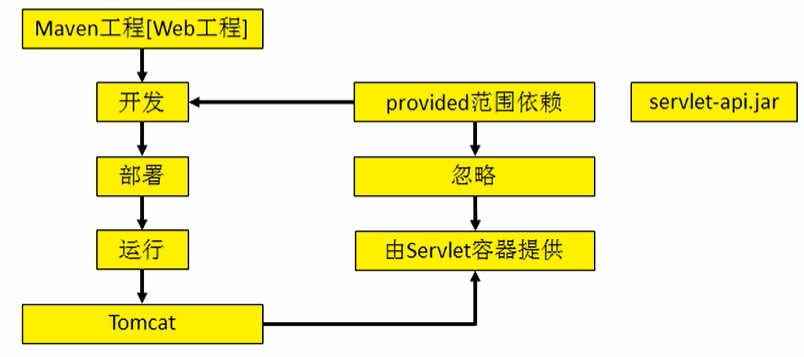 Maven工程[Web工程]
开发
provided范围依赖
servlet-api.jar
部署
忽略
运行
由Servlet容器提供
Tomcat